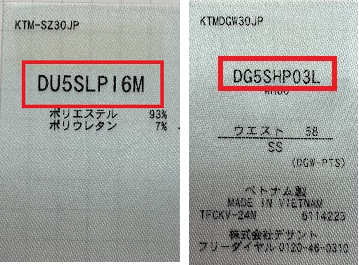 KTM-SZ30JP
DU5SLPI6M
ポリエステル 93%
ポリウレタン 7%
KTMDGW30JP
DG5SHP03L
ウエスト 58
SS
(DGW-PTS)
ベトナム製
MADE IN VIETNAM
TFCKV-24N 6114223
株式会社デサント
フリーダイヤル 0120-46-0310